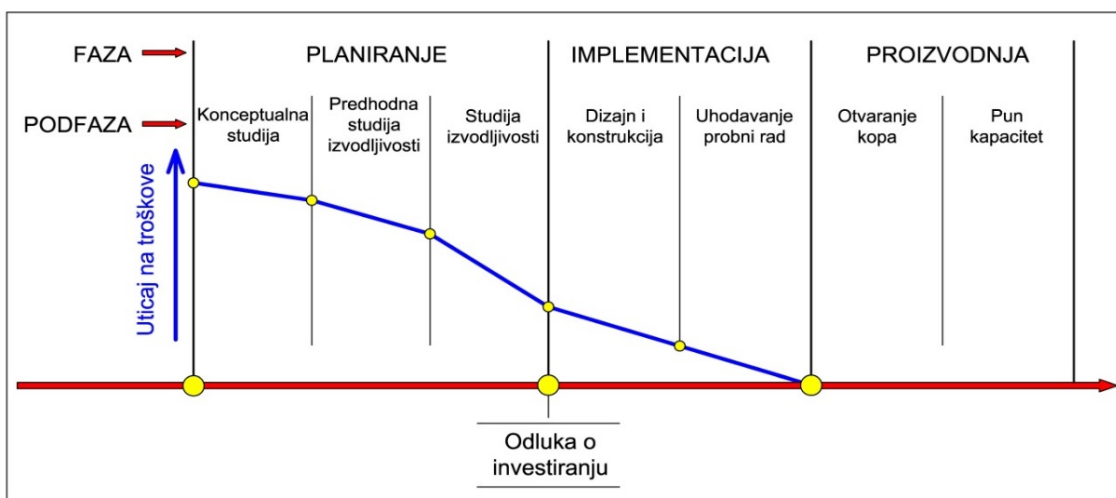 FAZA
PLANIRANJE
IMPLEMENTACIJA
PROIZVODNJA
PODFAZA
Konceptualna
studija
Predhodna
studija
izvodljivosti
Studija
izvodljivosti
Dizajn i
konstrukcija
Uhodavanje
probni rad
Otvaranje
kopa
Pun
kapacitet
Uticaj na troškove
Odluka o
investiranju